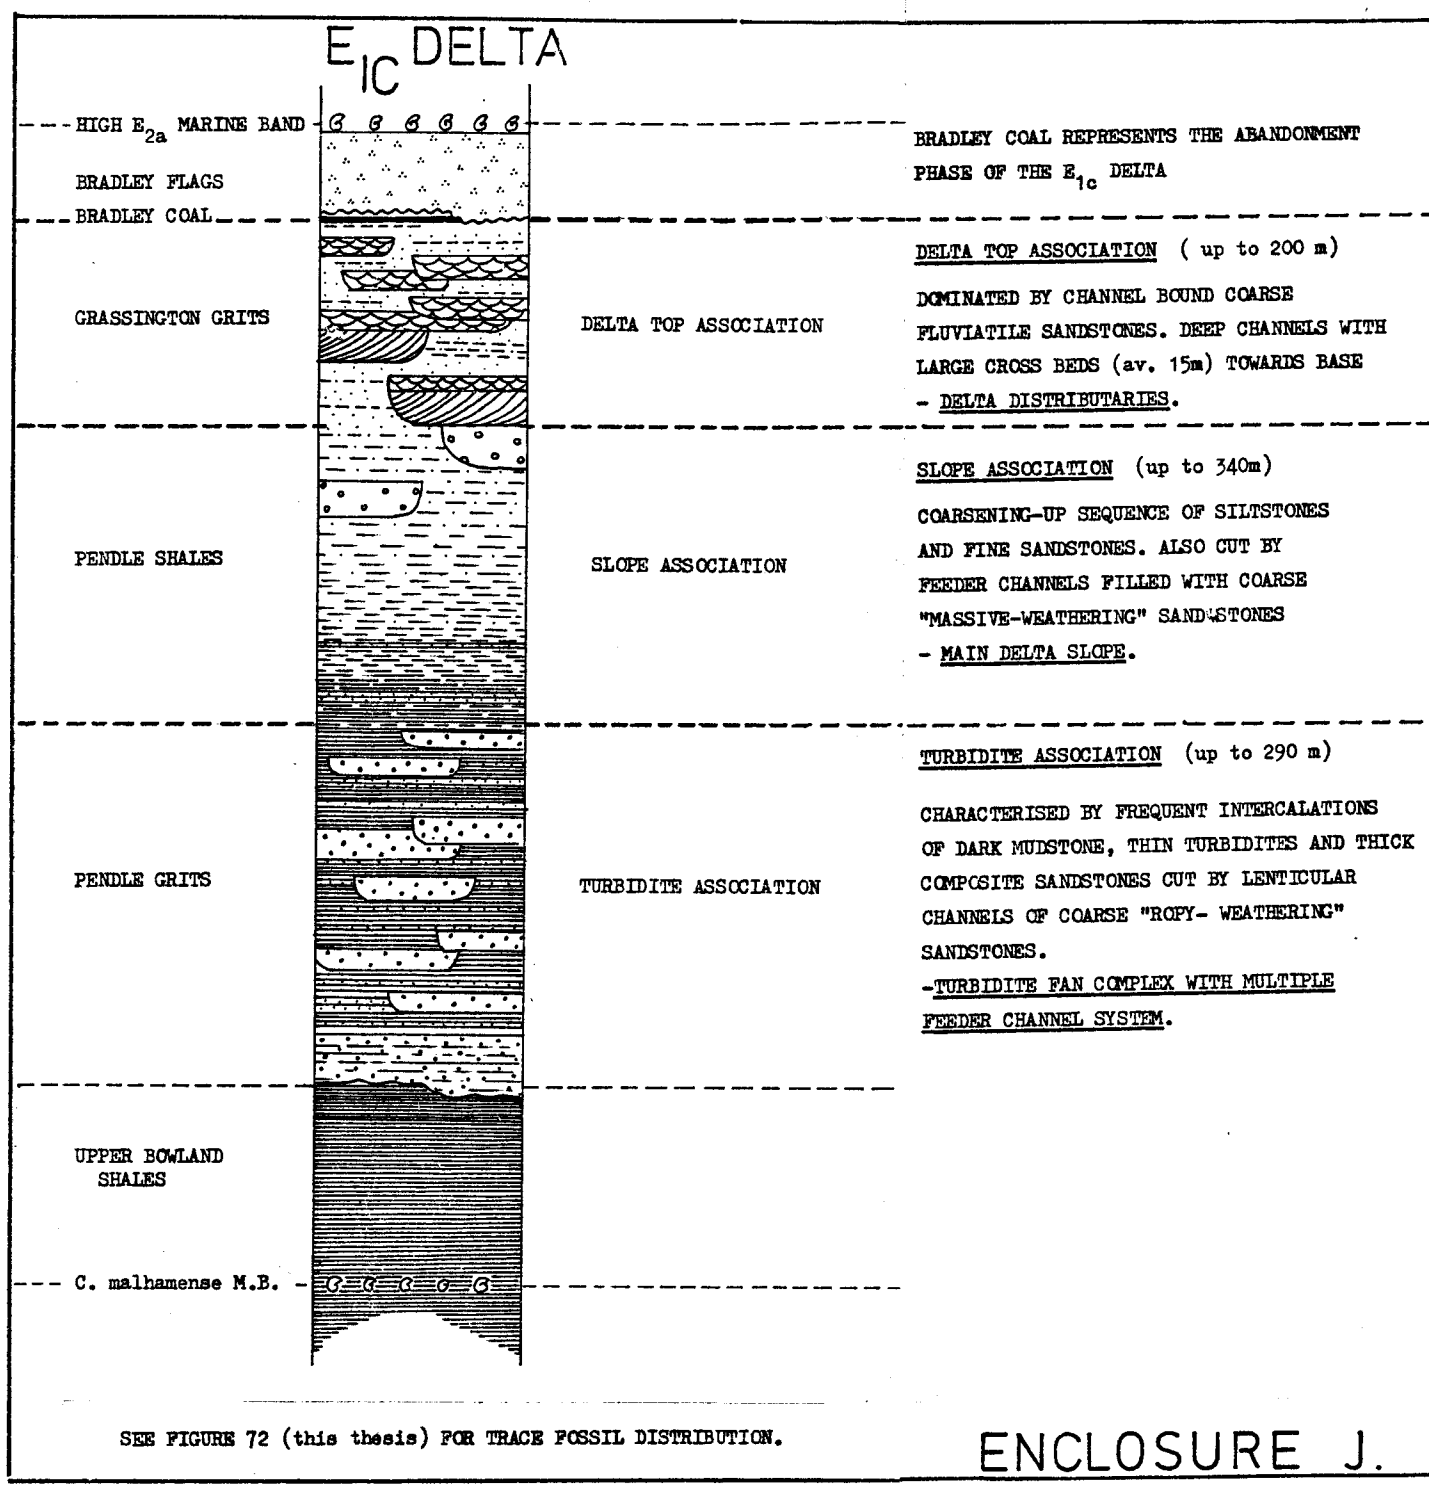 E1C DELTA
HIGH E2a MARINE BAND
BRADLEY FLAGS
BRADLEY COAL
GRASSINGTON GRITS
PENDLE SHALES
PENDLE GRITS
UPPER BOWLAND
SHALES
C. malhamense M.B.
DELTA TOP ASSOCIATION
SLOPE ASSOCIATION
TURBIDITE ASSOCIATION
BRADLEY COAL REPRESENTS THE ABANDONMENT
PHASE OF THE E1c DELTA
DELTA TOP ASSOCIATION ( up to 200 m)
DOMINATED BY CHANNEL BOUND COARSE
FLUVIATILE SANDSTONES. DEEP CHANNELS WITH
LARGE CROSS BEDS (av. 15m) TOWARDS BASE
- DELTA DISTRIBUTARIES.
SLOPE ASSOCIATION (up to 340m)
COARSENING-UP SEQUENCE OF SILTSTONES
AND FINE SANDSTONES. ALSO CUT BY
FEEDER CHANNELS FILLED WITH COARSE
"MASSIVE-WEATHERING" SANDSTONES
- MAIN DELTA SLOPE.
TURBIDITE ASSOCIATION (up to 290 m)
CHARACTERISED BY FREQUENT INTERCALATIONS
OF DARK MUDSTONE, THIN TURBIDITES AND THICK
COMPOSITE SANDSTONES CUT BY LENTICULAR
CHANNELS OF COARSE "ROPY- WEATHERING"
SANDSTONES.
-TURBIDITE FAN COMPLEX WITH MULTIPLE
FEEDER CHANNEL SYSTEM.
SEE FIGURE 72 (this thesis) FOR TRACE FOSSIL DISTRIBUTION.
ENCLOSURE J.